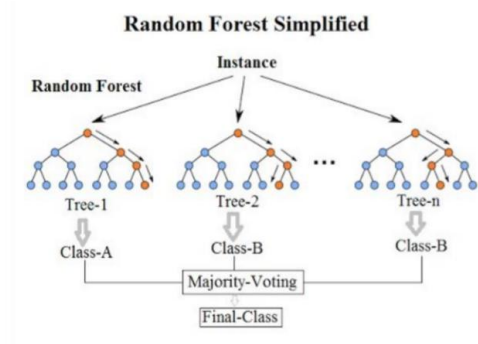 Random Forest Simplified
Instance
Random Forest
...
Tree-1 Tree-2 Tree-n
Class-A Class-B Class-B
Majority-Voting
Final-Class